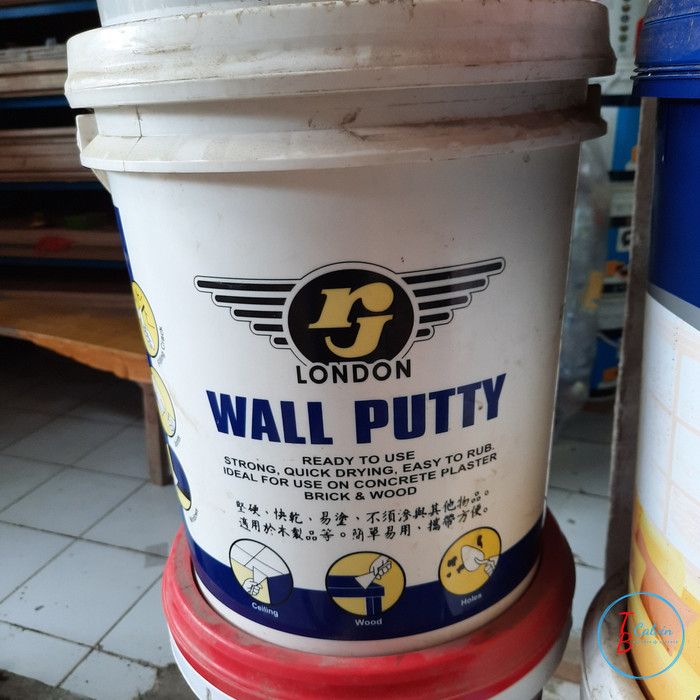 rj
LONDON
WALL PUTTY
READY TO USE
STRONG, QUICK DRYING, EASY TO RUB.
IDEAL FOR USE ON CONCRETE PLASTER
BRICK & WOOD
堅硬、快乾、易塗、不須滲與其他物品。
適用於木製品等。簡單易用、攜帶方便。
Ceiling
Wood
Holes
TB
Calvin